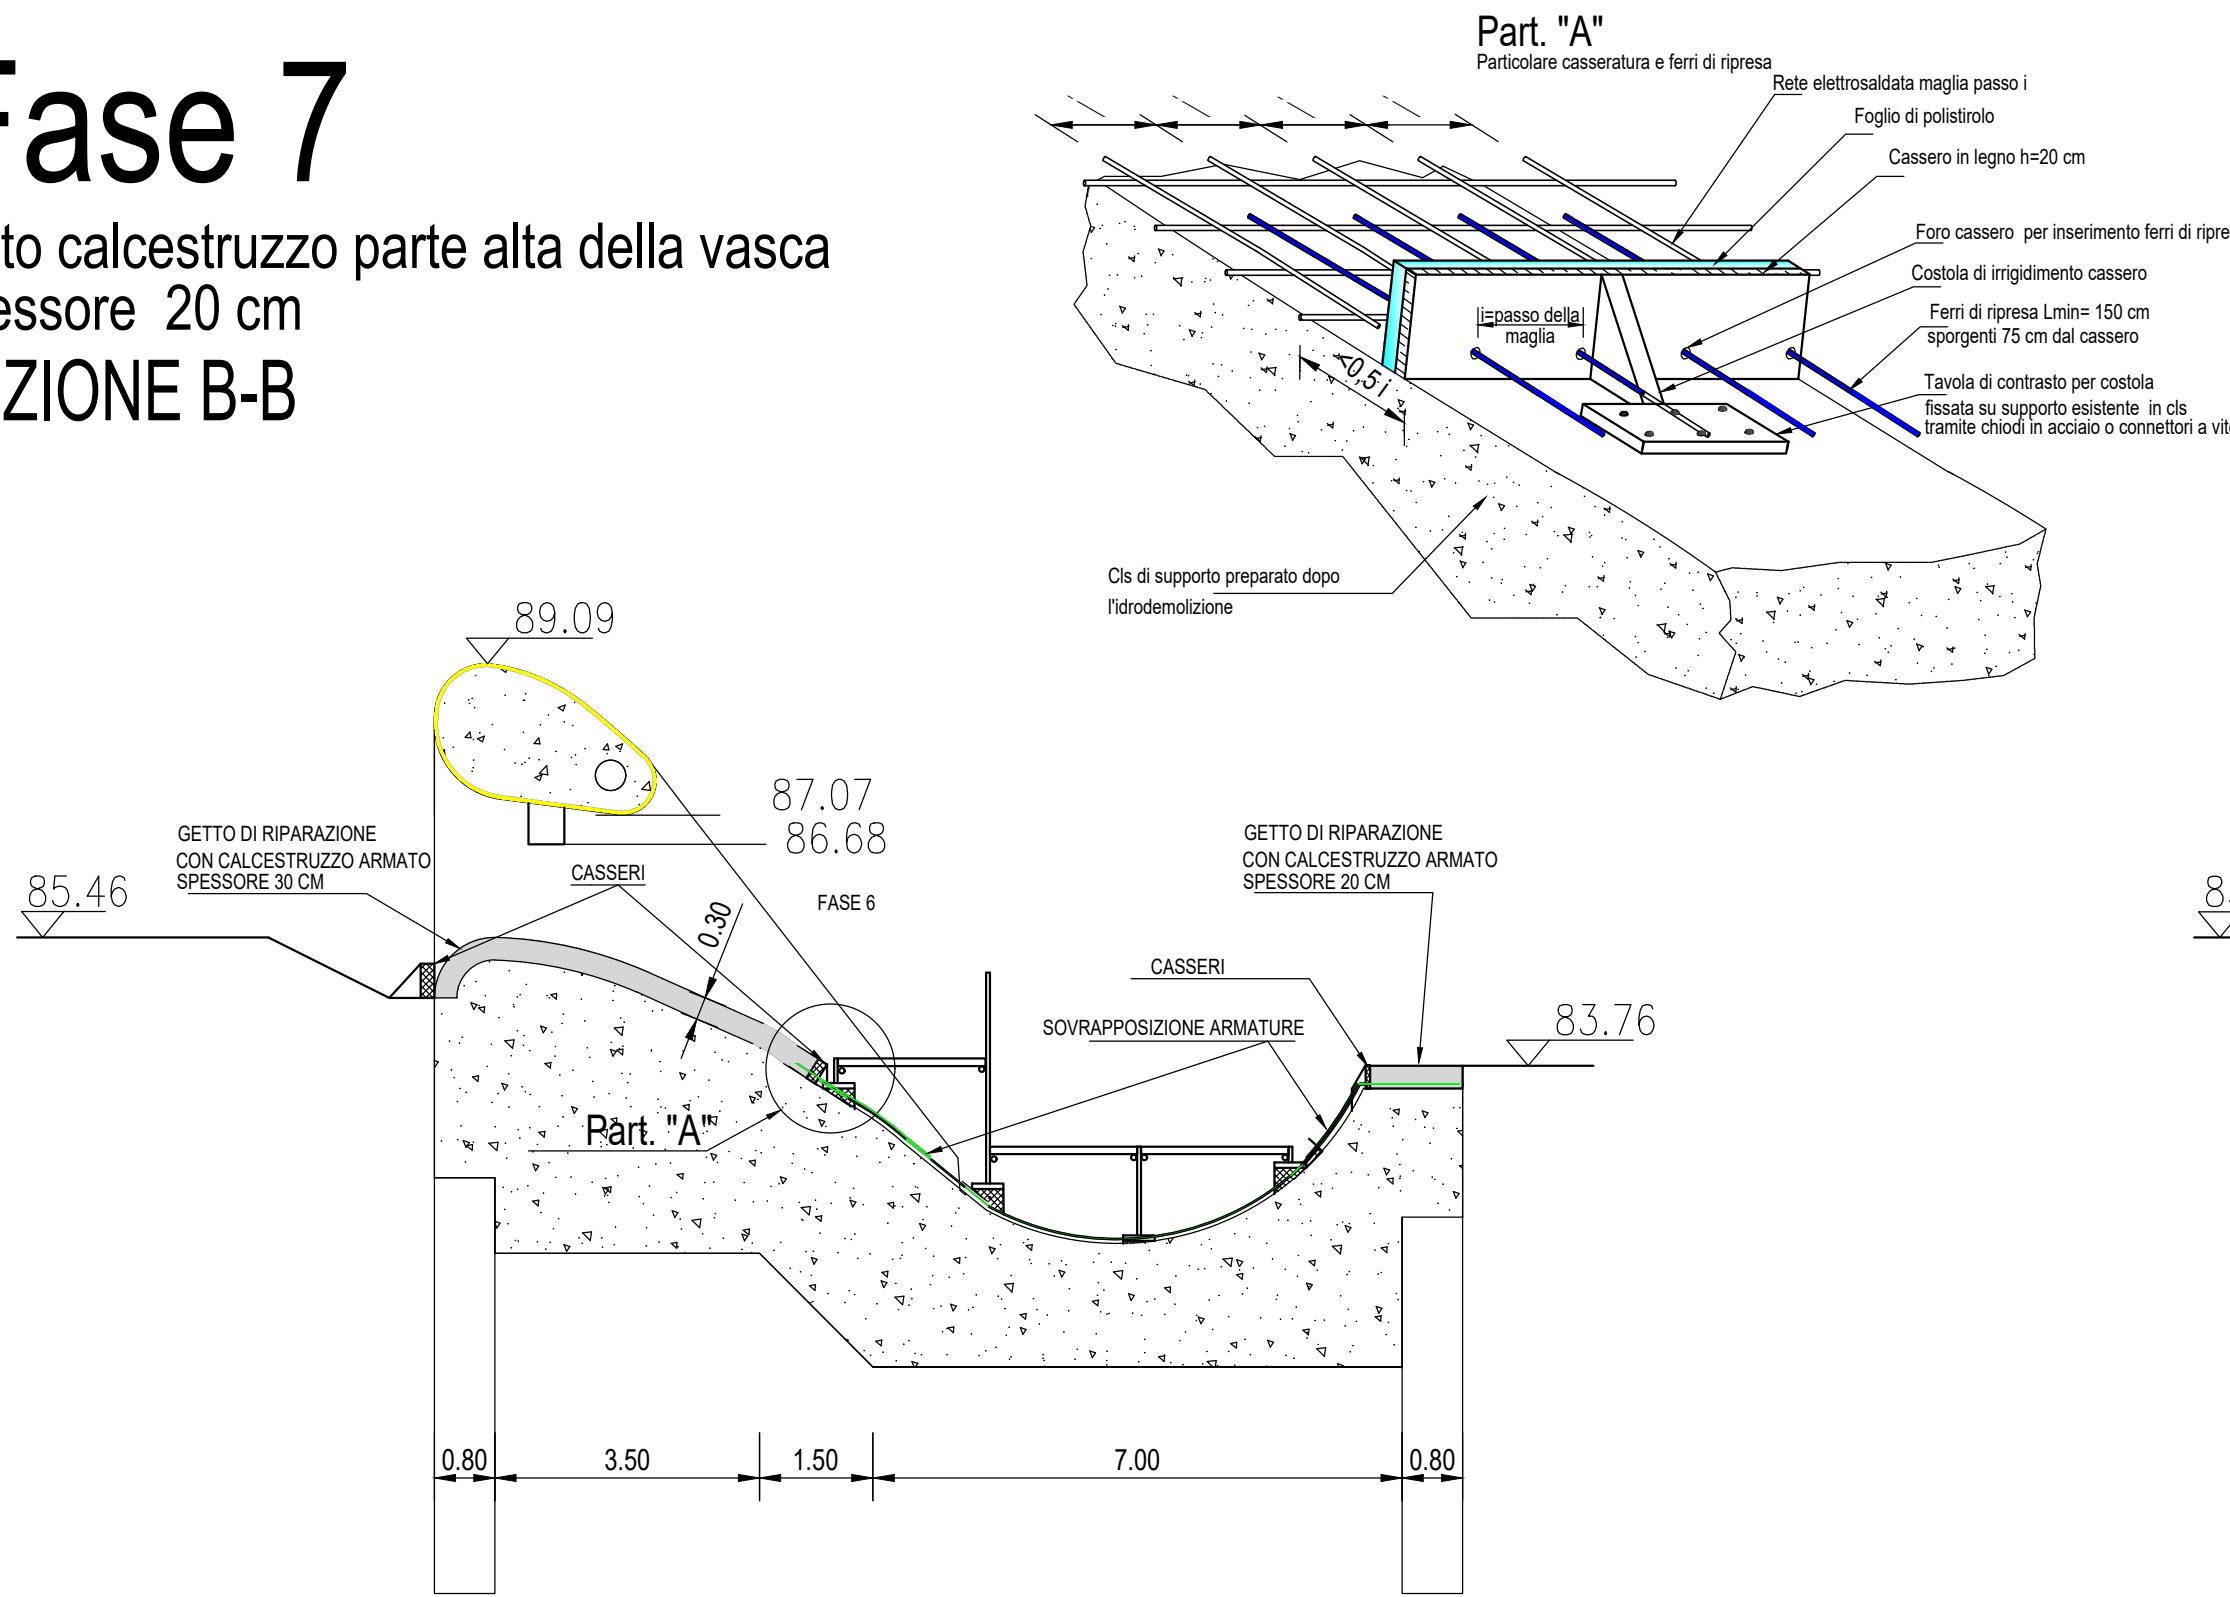 Fase 7
to calcestruzzo parte alta della vasca
essore 20 cm
ZIONE B-B
Part. "A"
Particolare casseratura e ferri di ripresa
Rete elettrosaldata maglia passo i
Foglio di polistirolo
Cassero in legno h=20 cm
Foro cassero per inserimento ferri di ripre
Costola di irrigidimento cassero
Ferri di ripresa Lmin= 150 cm
sporgenti 75 cm dal cassero
Tavola di contrasto per costola
fissata su supporto esistente in cls
tramite chiodi in acciaio o connettori a vit
i=passo della
maglia
<0,5 i
Cls di supporto preparato dopo
l'idrodemolizione
89.09
87.07
86.68
GETTO DI RIPARAZIONE
CON CALCESTRUZZO ARMATO
SPESSORE 30 CM
CASSERI
85.46
FASE 6
0.30
GETTO DI RIPARAZIONE
CON CALCESTRUZZO ARMATO
SPESSORE 20 CM
CASSERI
SOVRAPPOSIZIONE ARMATURE
83.76
8
Part. "A"
0.80
3.50
1.50
7.00
0.80